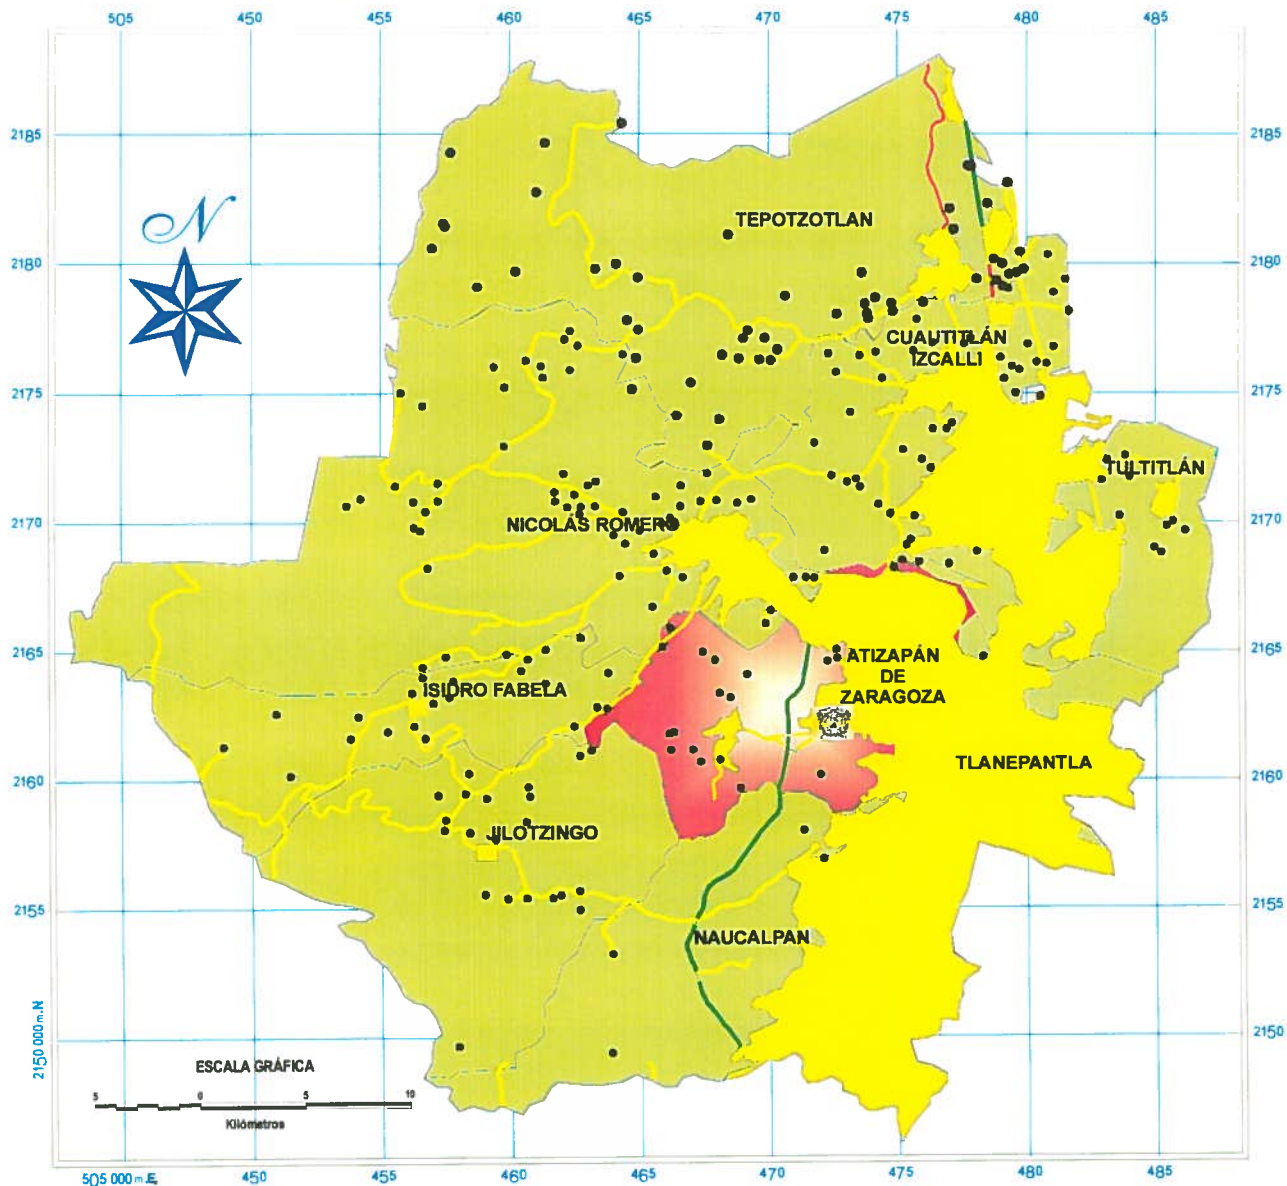 505 450 455 460 465 470 475 480 485
2185 2185
N
TEPOTZOTLAN
2180 2180
CUAUTITLÁN
IZCALLI
2175 2175
TULTITLÁN
2170 2170
NICOLÁS ROMERO
2165 2165
ATIZAPÁN
DE
ZARAGOZA
ISIDRO FABELA
TLANEPANTLA
2160 2160
JILOTZINGO
2155 2155
NAUCALPAN
2150 000 m.N 2150
ESCALA GRÁFICA
5 0 5 10
Kilómetros
505 000 m.E. 450 455 460 465 470 475 480 485